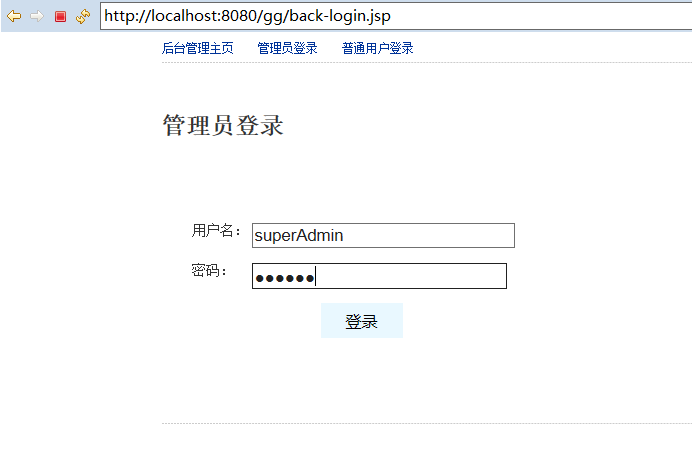 http://localhost:8080/gg/back-login.jsp
后台管理主页 管理员登录 普通用户登录
管理员登录
用户名: superAdmin
密码: ●●●●●●
登录